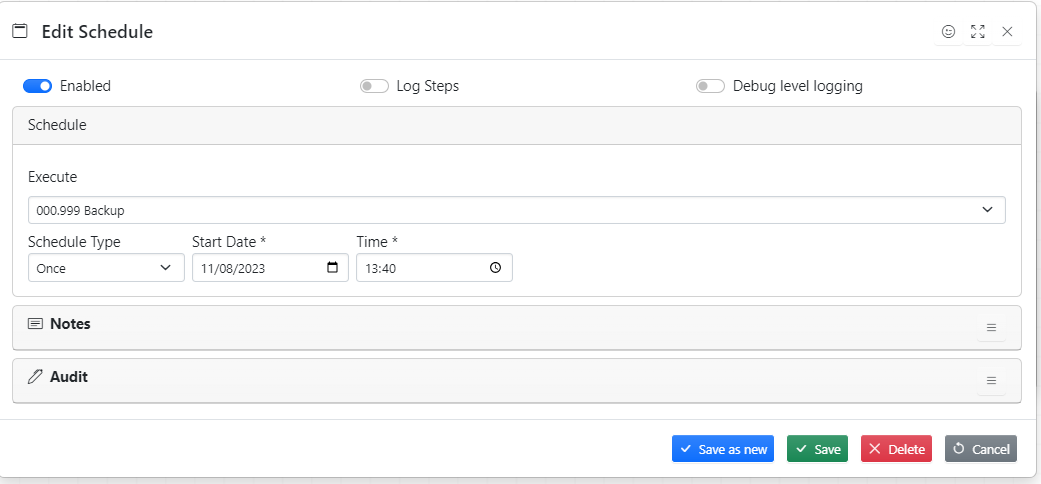 Edit Schedule
Enabled
Log Steps
Debug level logging
Schedule
Execute
000.999 Backup
Schedule Type
Start Date *
Time *
Once
11/08/2023
13:40
Notes
Audit
Save as new
Save
Delete
Cancel